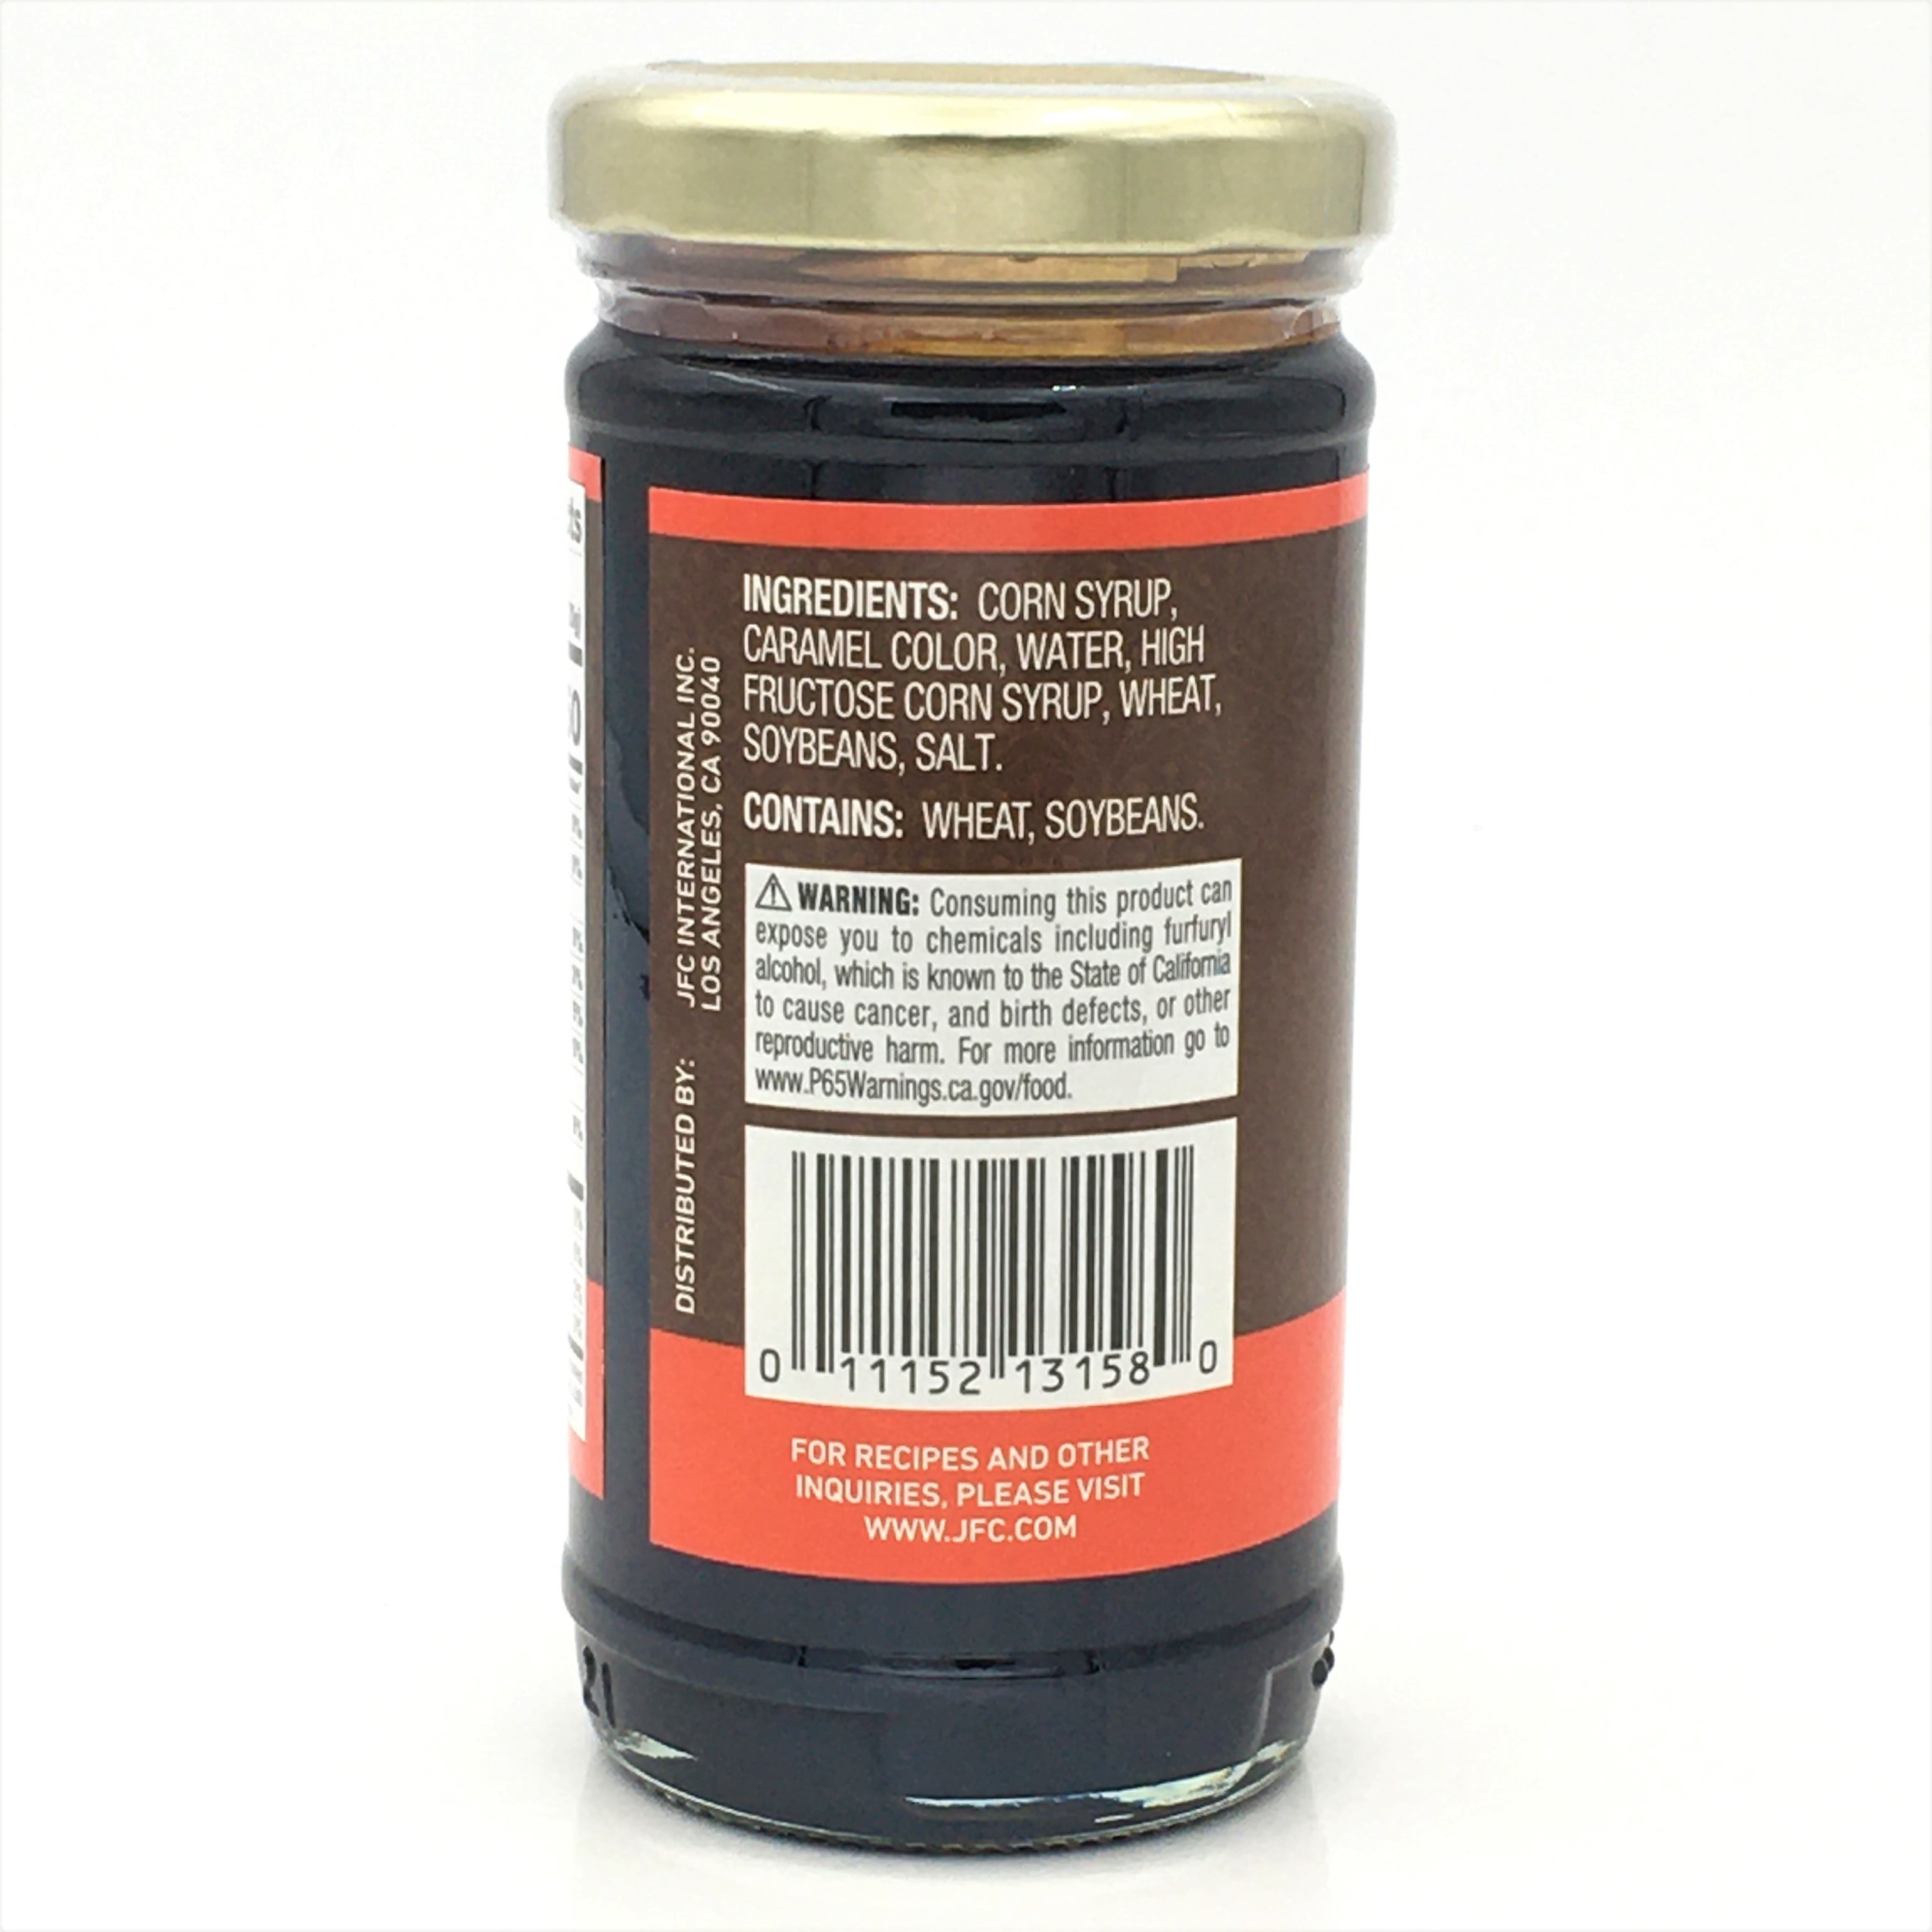 INGREDIENTS: CORN SYRUP,
CARAMEL COLOR, WATER, HIGH
FRUCTOSE CORN SYRUP, WHEAT,
SOYBEANS, SALT.
CONTAINS: WHEAT, SOYBEANS.
DISTRIBUTED BY: JFC INTERNATIONAL INC.
LOS ANGELES, CA 90040
⚠ WARNING: Consuming this product can
expose you to chemicals including furfuryl
alcohol, which is known to the State of California
to cause cancer, and birth defects, or other
reproductive harm. For more information go to
www.P65Warnings.ca.gov/food.
0 11152 13158 0
FOR RECIPES AND OTHER
INQUIRIES, PLEASE VISIT
WWW.JFC.COM
21